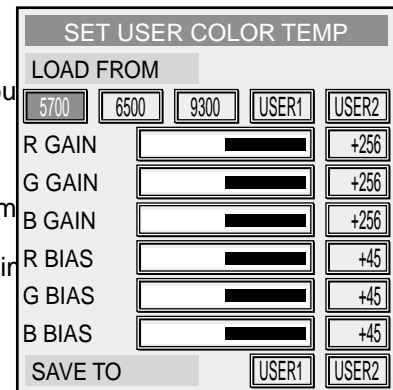 SET USER COLOR TEMP
LOAD FROM
5700 6500 9300 USER1 USER2
R GAIN +256
G GAIN +256
B GAIN +256
R BIAS +45
G BIAS +45
B BIAS +45
SAVE TO USER1 USER2